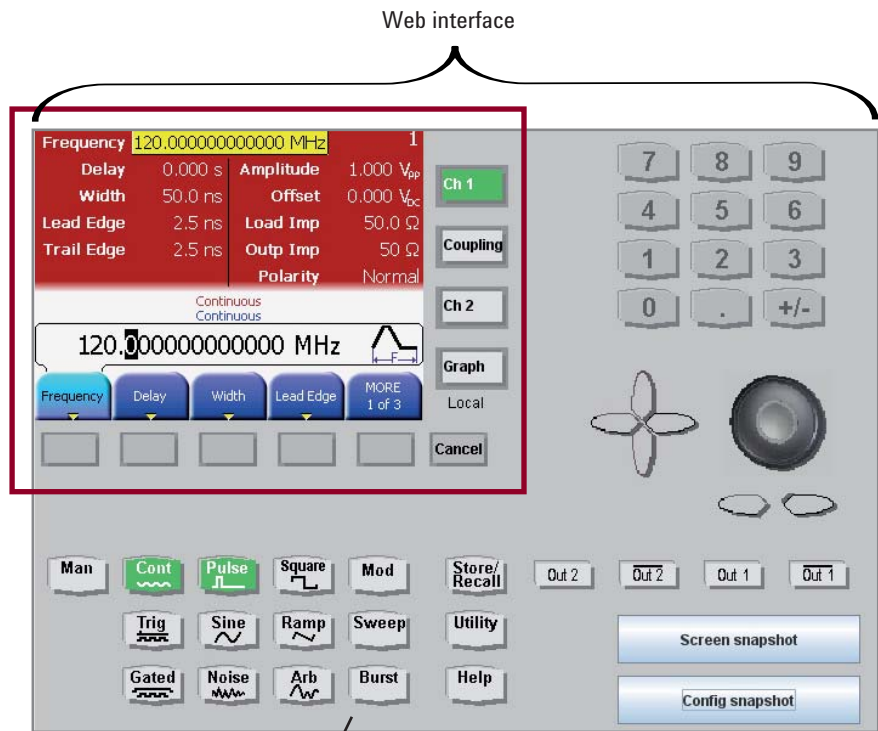 Web interface
Frequency 120.000000000000 MHz 1
Delay 0.000 s Amplitude 1.000 Vpp
Width 50.0 ns Offset 0.000 VDC
Lead Edge 2.5 ns Load Imp 50.0 Ω
Trail Edge 2.5 ns Outp Imp 50 Ω
Polarity Normal
Continuous
Continuous
120.000000000000 MHz
F
Frequency Delay Width Lead Edge MORE
1 of 3
Ch 1
Coupling
Ch 2
Graph
Local
Cancel
7 8 9
4 5 6
1 2 3
0 . +/-
Man Cont Pulse Square Mod Store/
Recall
Out 2 Out 2 Out 1 Out 1
Trig Sine Ramp Sweep Utility
Screen snapshot
Gated Noise Arb Burst Help
Config snapshot